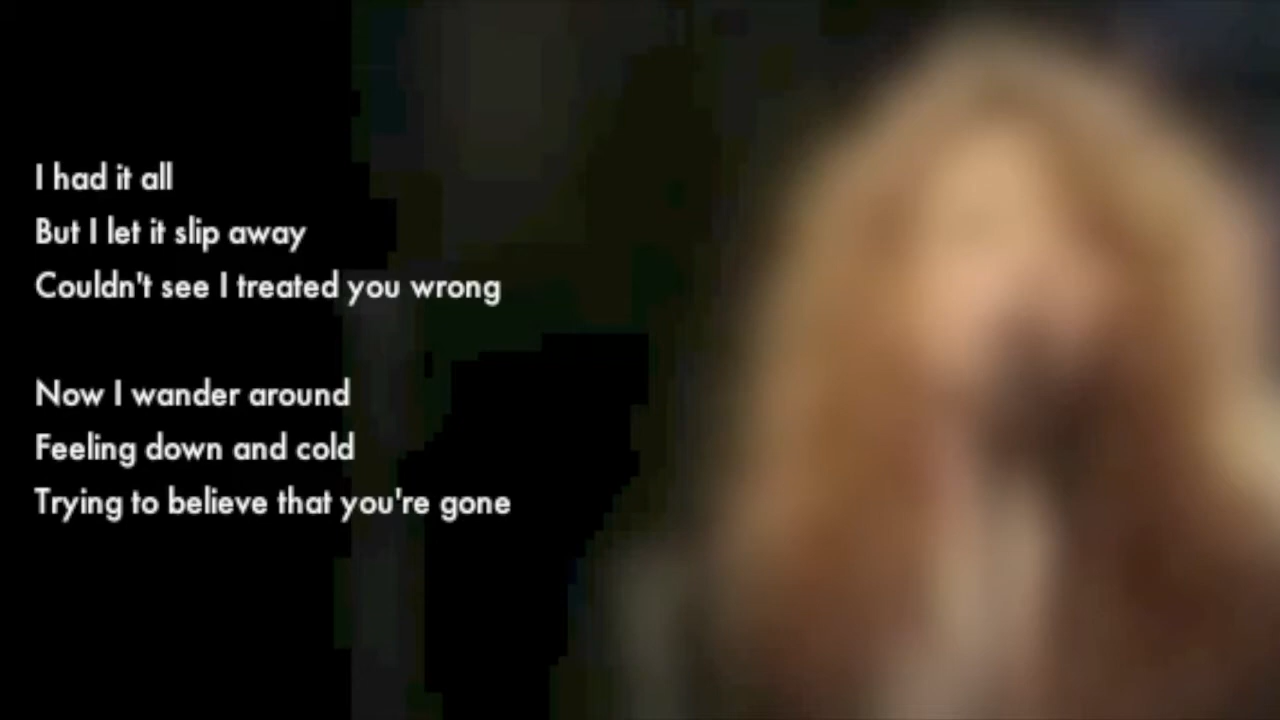 I had it all
But I let it slip away
Couldn't see I treated you wrong
Now I wander around
Feeling down and cold
Trying to believe that you're gone